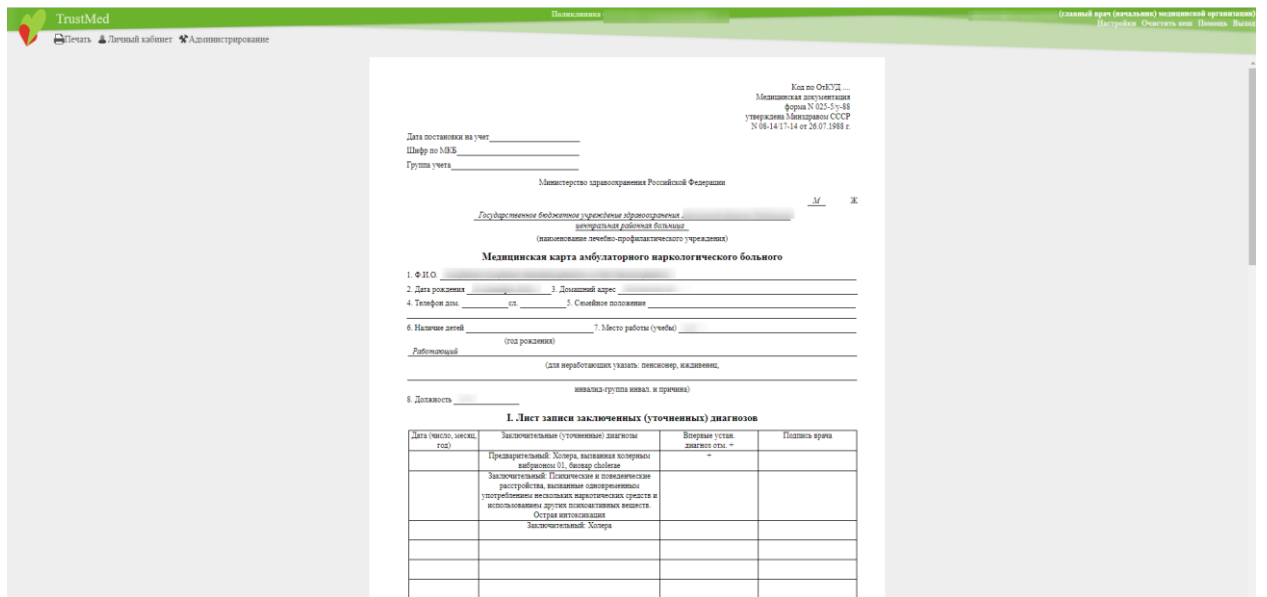 TrustMed
Поликлиника
(главный врач (начальник) медицинской организации)
Настройки Очистить кеш Помощь Выход
Печать Личный кабинет Администрирование
Код по ОтКУД ....
Медицинская документация
форма N 025-5/у-88
утверждена Минздравом СССР
N 08-14/17-14 от 26.07.1988 г.
Дата постановки на учет
Шифр по МКБ
Группа учета
Министерство здравоохранения Российской Федерации
М Ж
Государственное бюджетное учреждение здравоохранения
центральная районная больница
(наименование лечебно-профилактического учреждения)
Медицинская карта амбулаторного наркологического больного
1. Ф.И.О.
2. Дата рождения 3. Домашний адрес
4. Телефон дом. сл. 5. Семейное положение
6. Наличие детей 7. Место работы (учебы)
(год рождения)
Работающий
(для неработающих указать: пенсионер, иждивенец,
инвалид-группа инвал. и причина)
8. Должность
I. Лист записи заключенных (уточненных) диагнозов
Дата (число, месяц, год) Заключительные (уточненные) диагнозы Впервые устан. диагноз отм. + Подпись врача
Предварительный: Холера, вызванная холерным
вибрионом 01, биовар cholerae
+
Заключительный: Психические и поведенческие
расстройства, вызванные одновременным
употреблением нескольких наркотических средств и
использованием других психоактивных веществ.
Острая интоксикация
Заключительный: Холера